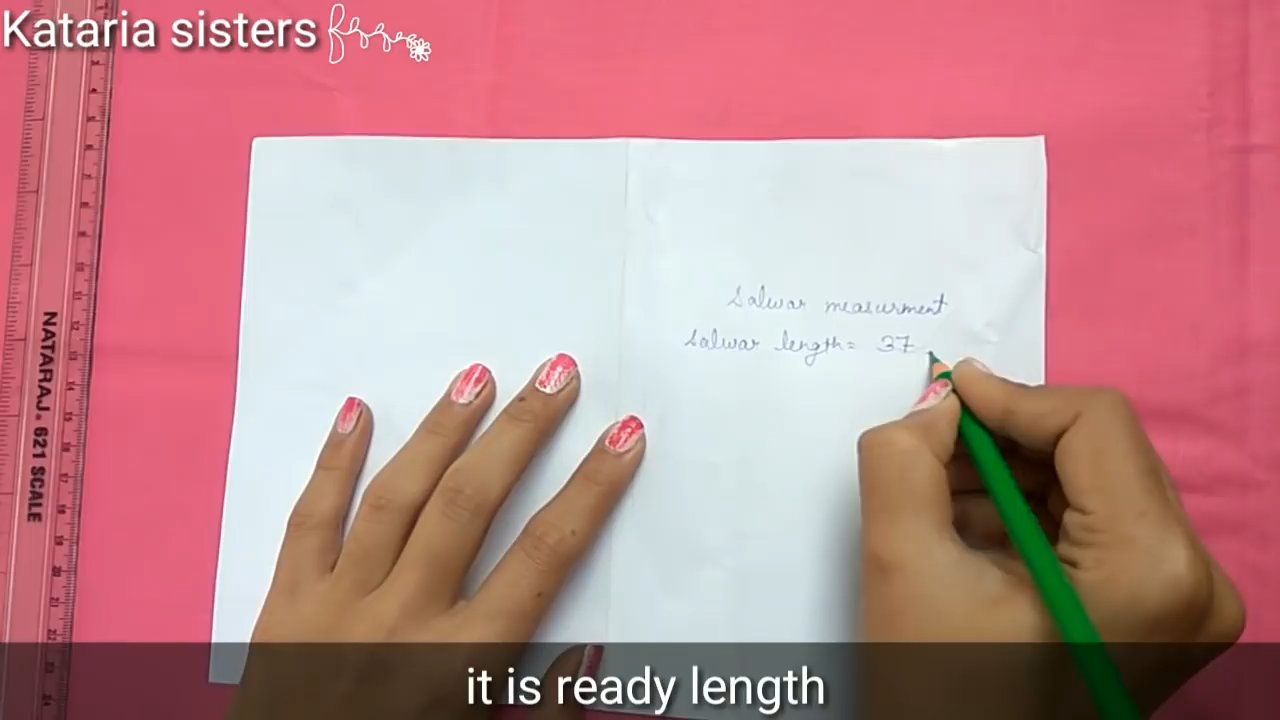 Kataria sisters
NATARAJ 621 SCALE
Salwar measurment
Salwar length = 37
it is ready length